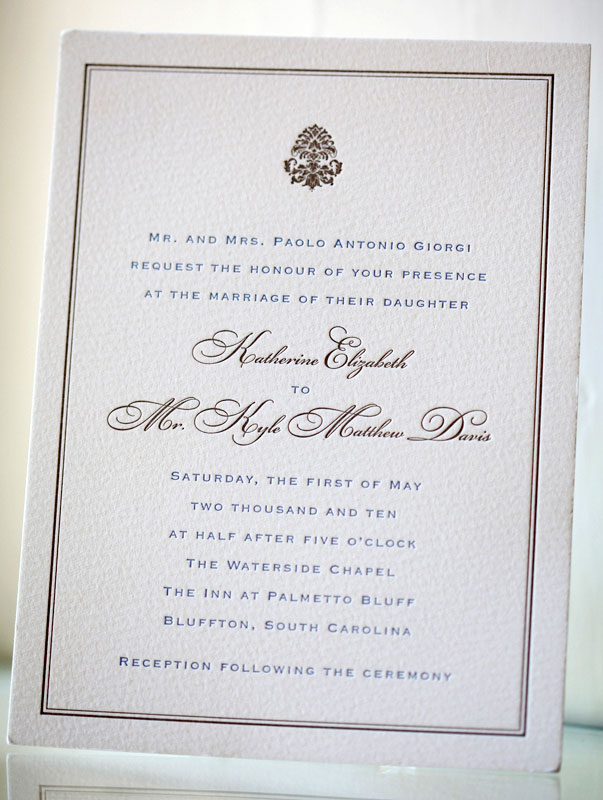 Mr. and Mrs. Paolo Antonio Giorgi
request the honour of your presence
at the marriage of their daughter
Katherine Elizabeth
to
Mr. Kyle Matthew Davis
Saturday, the first of May
two thousand and ten
at half after five o'clock
The Waterside Chapel
The Inn at Palmetto Bluff
Bluffton, South Carolina
Reception following the ceremony